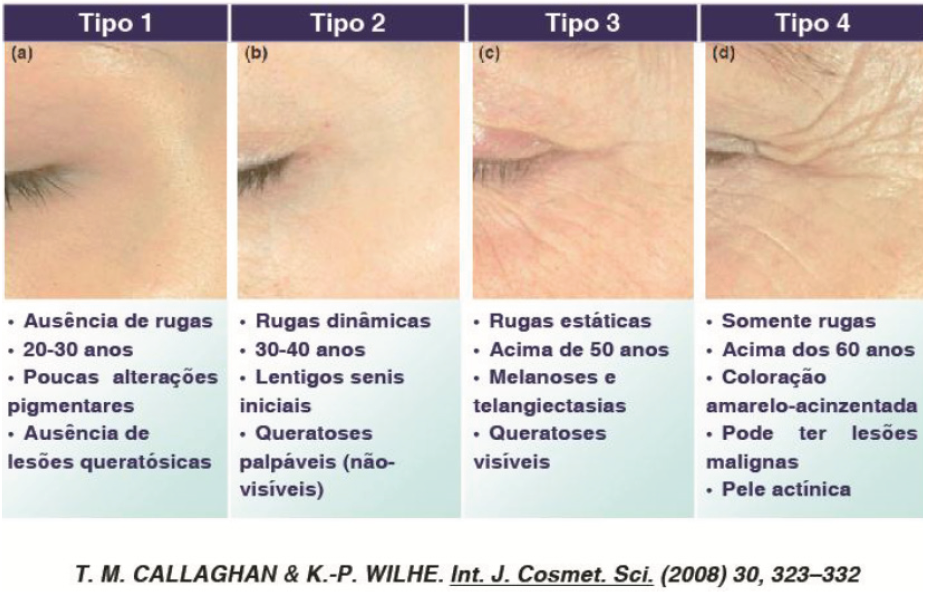 Tipo 1
Tipo 2
Tipo 3
Tipo 4
(a)
(b)
(c)
(d)
• Ausência de rugas
• 20-30 anos
• Poucas alterações
pigmentares
• Ausência de
lesões queratósicas
• Rugas dinâmicas
• 30-40 anos
• Lentigos senis
iniciais
• Queratoses
palpáveis (não-
visíveis)
• Rugas estáticas
• Acima de 50 anos
• Melanoses e
telangiectasias
• Queratoses
visíveis
• Somente rugas
• Acima dos 60 anos
• Coloração
amarelo-acinzentada
• Pode ter lesões
malignas
• Pele actínica
T. M. CALLAGHAN & K.-P. WILHE. Int. J. Cosmet. Sci. (2008) 30, 323–332